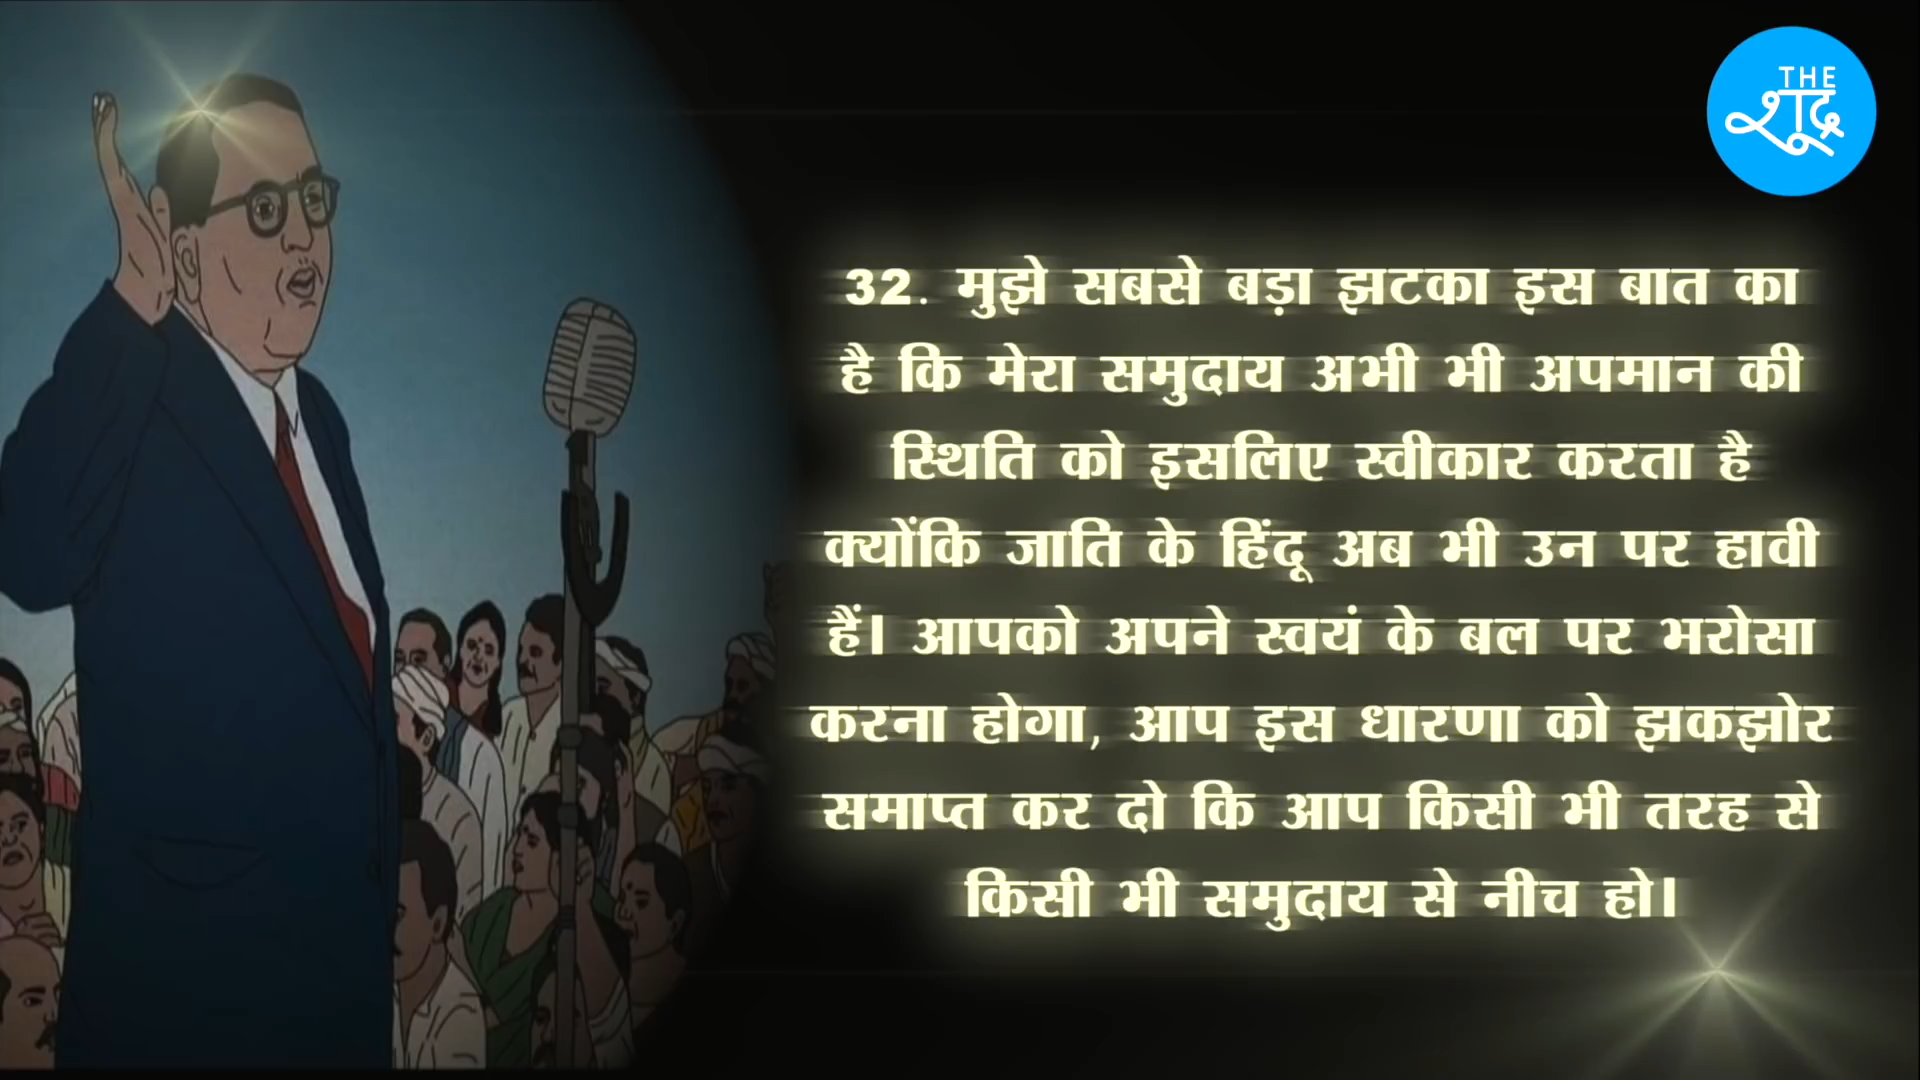 THE
शूद्र
32. मुझे सबसे बड़ा झटका इस बात का
है कि मेरा समुदाय अभी भी अपमान की
स्थिति को इसलिए स्वीकार करता है
क्योंकि जाति के हिंदू अब भी उन पर हावी
हैं। आपको अपने स्वयं के बल पर भरोसा
करना होगा, आप इस धारणा को झकझोर
समाप्त कर दो कि आप किसी भी तरह से
किसी भी समुदाय से नीच हो।